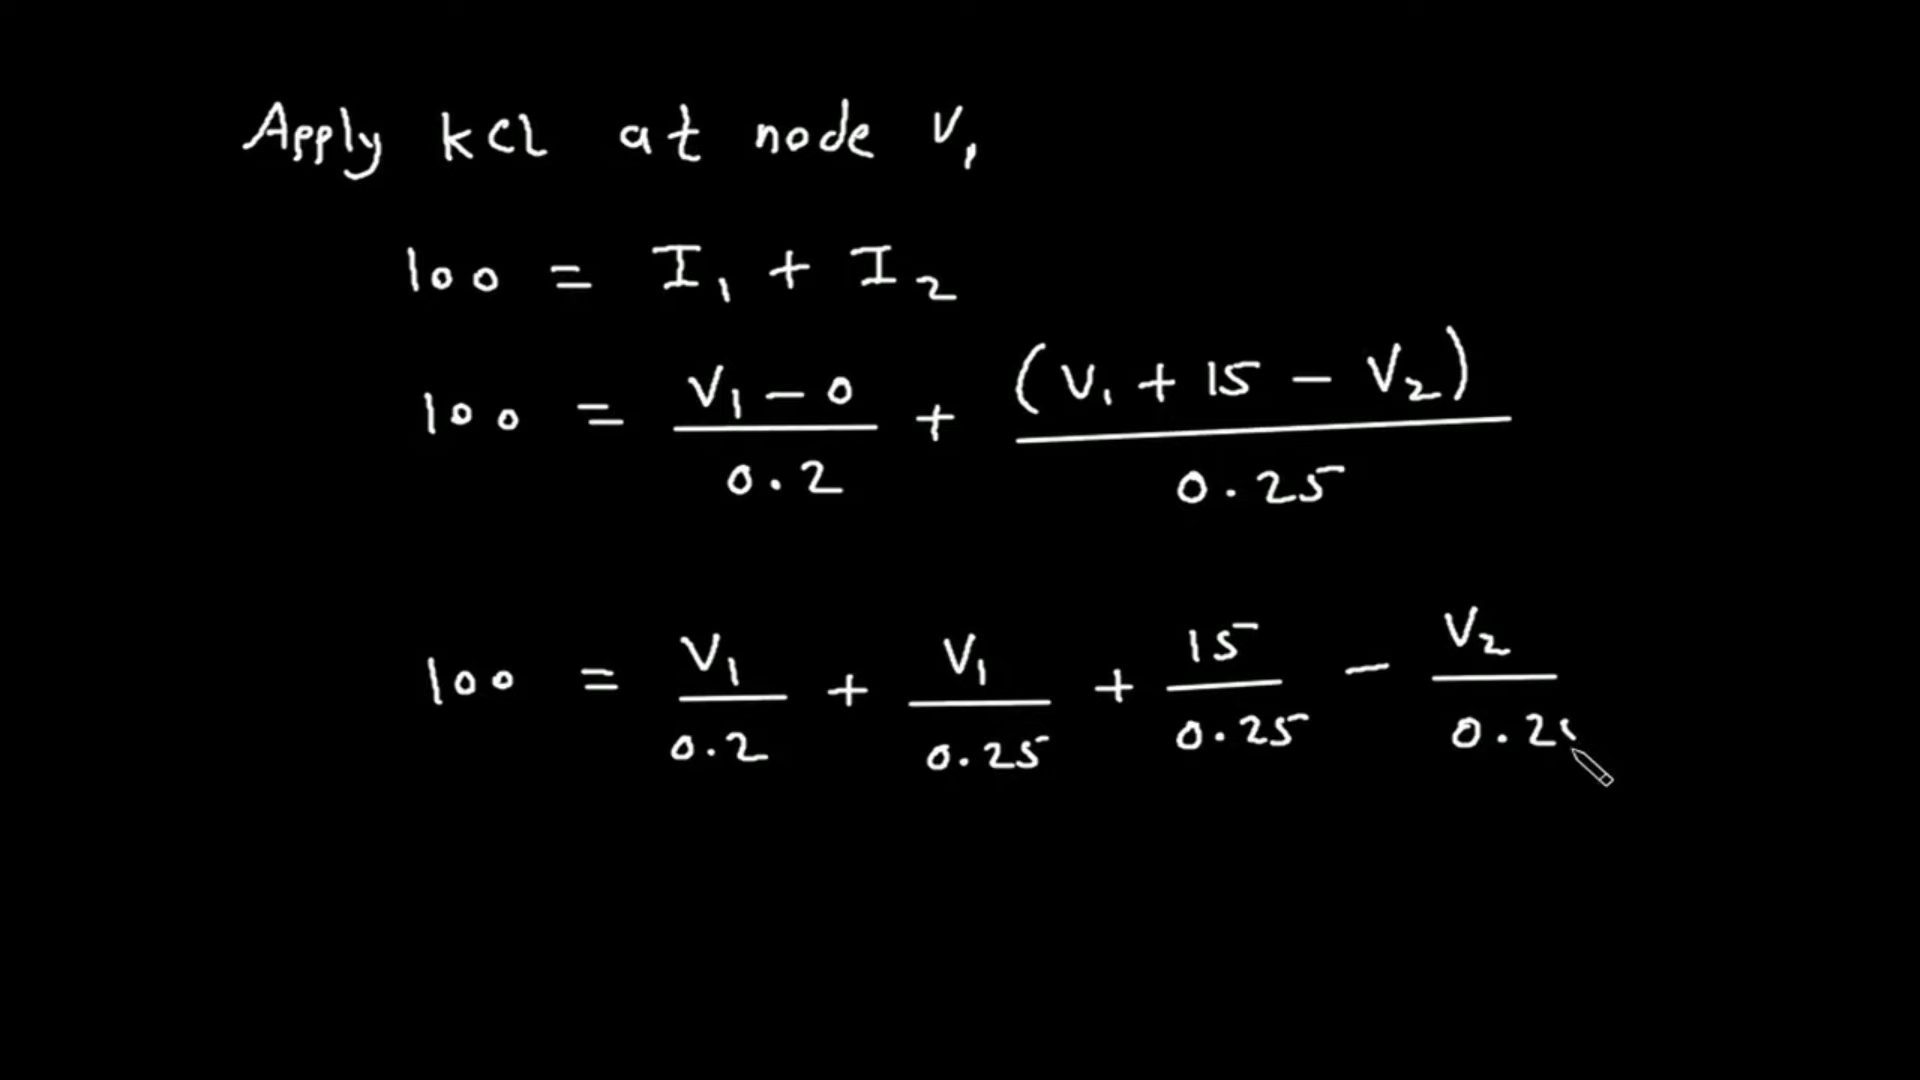 Apply kCl at node V₁
100 = I₁ + I₂
100 = (V₁ - 0)/0.2 + (V₁ + 15 - V₂)/0.25
100 = V₁/0.2 + V₁/0.25 + 15/0.25 - V₂/0.2